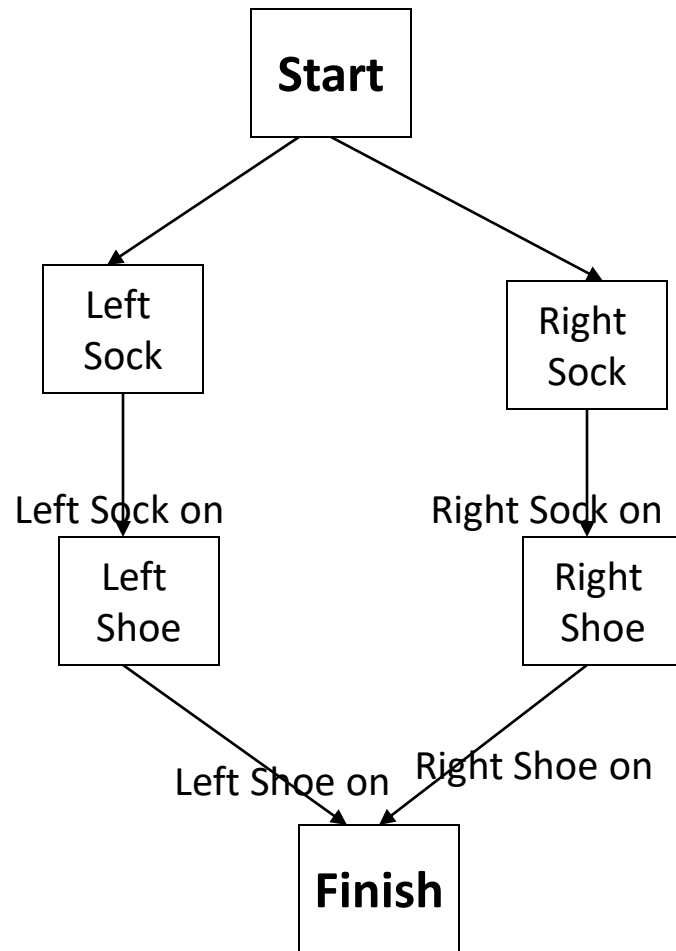 Start
Left
Sock
Right
Sock
Left Sock on
Right Sock on
Left
Shoe
Right
Shoe
Left Shoe on
Right Shoe on
Finish